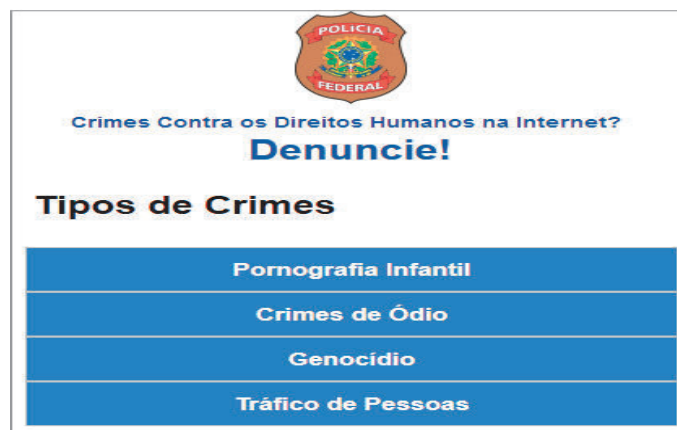 POLICIA
FEDERAL
Crimes Contra os Direitos Humanos na Internet?
Denuncie!
Tipos de Crimes
Pornografia Infantil
Crimes de Ódio
Genocídio
Tráfico de Pessoas